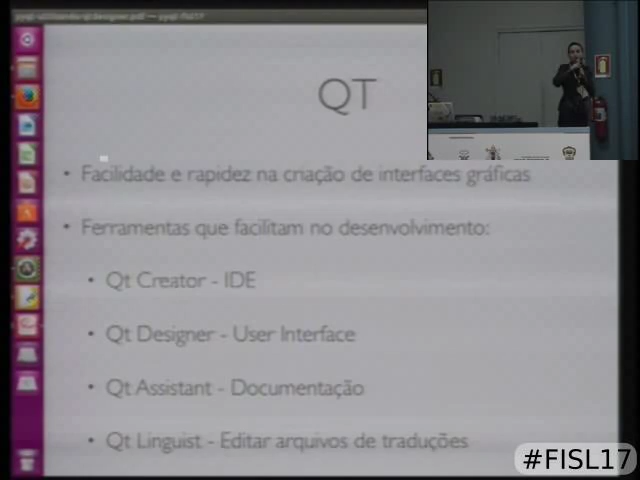 QT
• Facilidade e rapidez na criação de interfaces gráficas
• Ferramentas que facilitam no desenvolvimento:
• Qt Creator - IDE
• Qt Designer - User Interface
• Qt Assistant - Documentação
• Qt Linguist - Editar arquivos de traduções
#FISL17